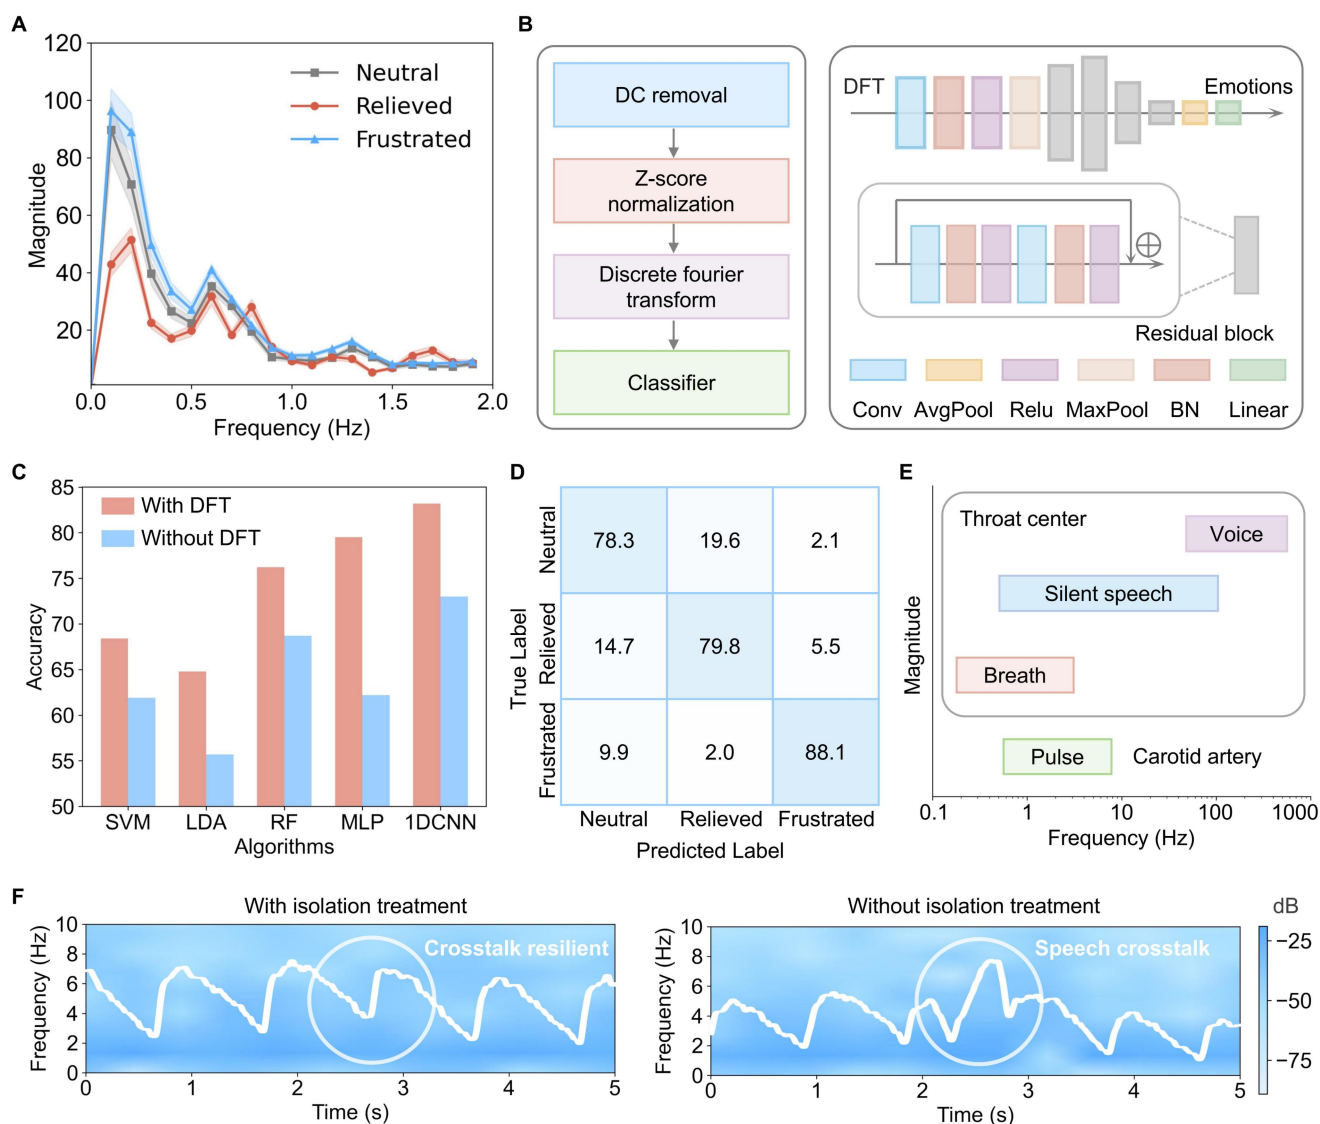 A
120
100
80
60
40
20
Magnitude
0.0
0.5
1.0
1.5
2.0
Frequency (Hz)
Neutral
Relieved
Frustrated
B
DC removal
Z-score
normalization
Discrete fourier
transform
Classifier
DFT
Emotions
Residual block
Conv
AvgPool
Relu
MaxPool
BN
Linear
C
85
80
75
70
65
60
55
50
Accuracy
With DFT
Without DFT
SVM
LDA
RF
MLP
1DCNN
Algorithms
D
True Label
Neutral
Relieved
Frustrated
78.3
19.6
2.1
14.7
79.8
5.5
9.9
2.0
88.1
Neutral
Relieved
Frustrated
Predicted Label
E
Magnitude
Throat center
Voice
Silent speech
Breath
Pulse
Carotid artery
0.1
1
10
100
1000
Frequency (Hz)
F
With isolation treatment
Crosstalk resilient
10
8
6
4
2
0
Frequency (Hz)
0
1
2
3
4
5
Time (s)
Without isolation treatment
Speech crosstalk
10
8
6
4
2
0
Frequency (Hz)
0
1
2
3
4
5
Time (s)
dB
−25
−50
−75